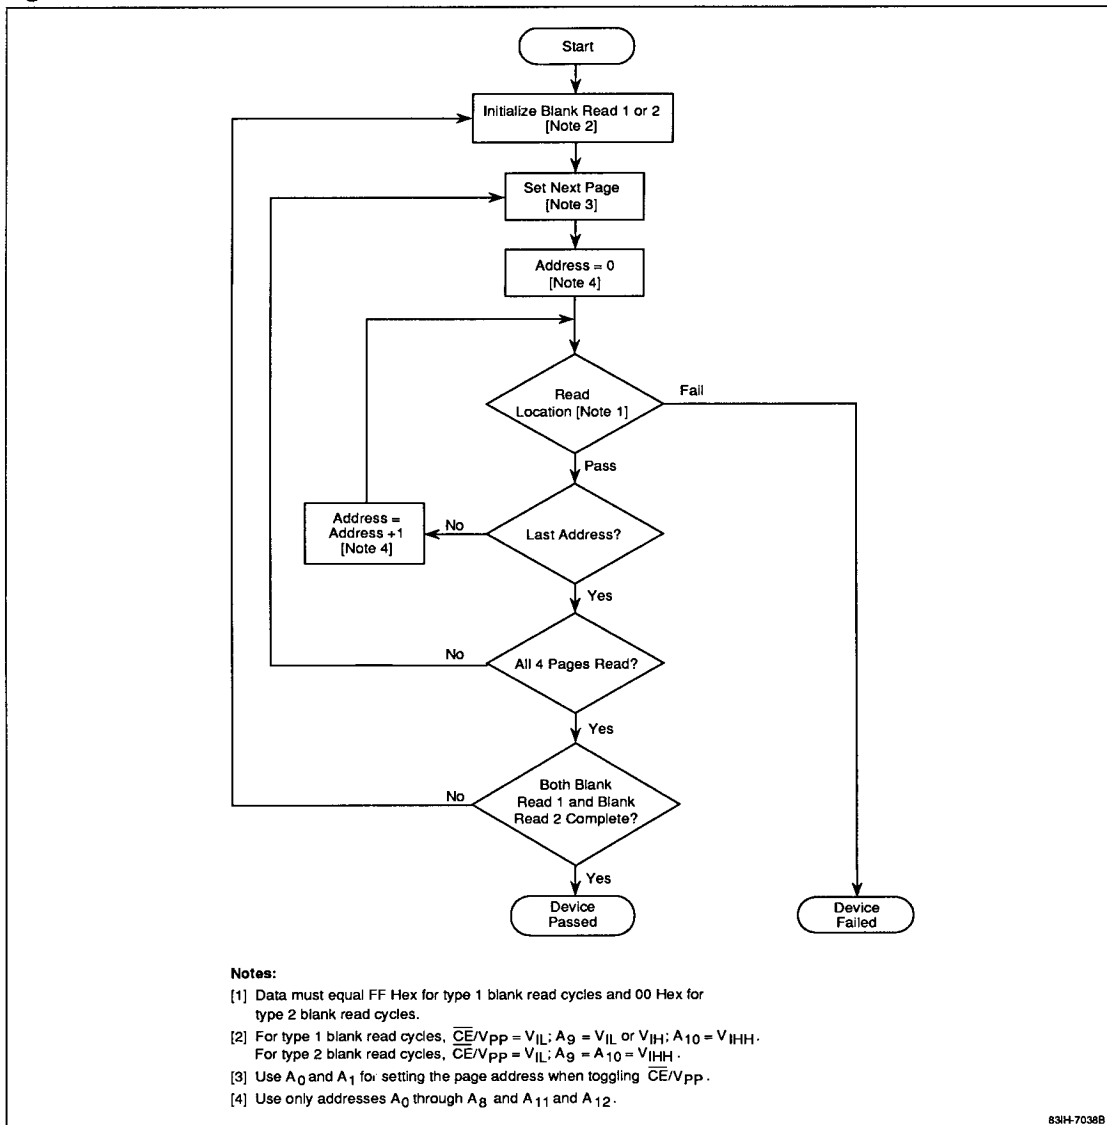 Start
Initialize Blank Read 1 or 2
[Note 2]
Set Next Page
[Note 3]
Address = 0
[Note 4]
Read
Location [Note 1]
Fail
Pass
Address =
Address +1
[Note 4]
No
Last Address?
Yes
No
All 4 Pages Read?
Yes
No
Both Blank
Read 1 and Blank
Read 2 Complete?
Yes
Device
Passed
Device
Failed
Notes:
[1] Data must equal FF Hex for type 1 blank read cycles and 00 Hex for
type 2 blank read cycles.
[2] For type 1 blank read cycles, C̅E̅/VPP = VIL; A9 = VIL or VIH; A10 = VIHH.
For type 2 blank read cycles, C̅E̅/VPP = VIL; A9 = A10 = VIHH.
[3] Use A0 and A1 for setting the page address when toggling C̅E̅/VPP.
[4] Use only addresses A0 through A8 and A11 and A12.
83IH-7038B